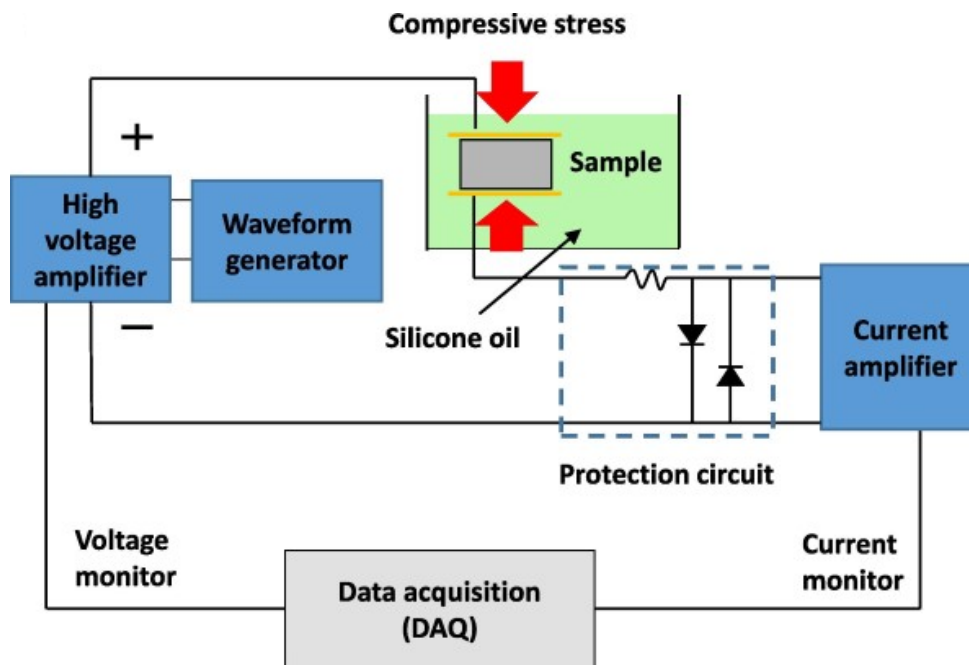 Compressive stress
+
Sample
High
voltage
amplifier
Waveform
generator
−
Silicone oil
Current
amplifier
Protection circuit
Voltage
monitor
Current
monitor
Data acquisition
(DAQ)